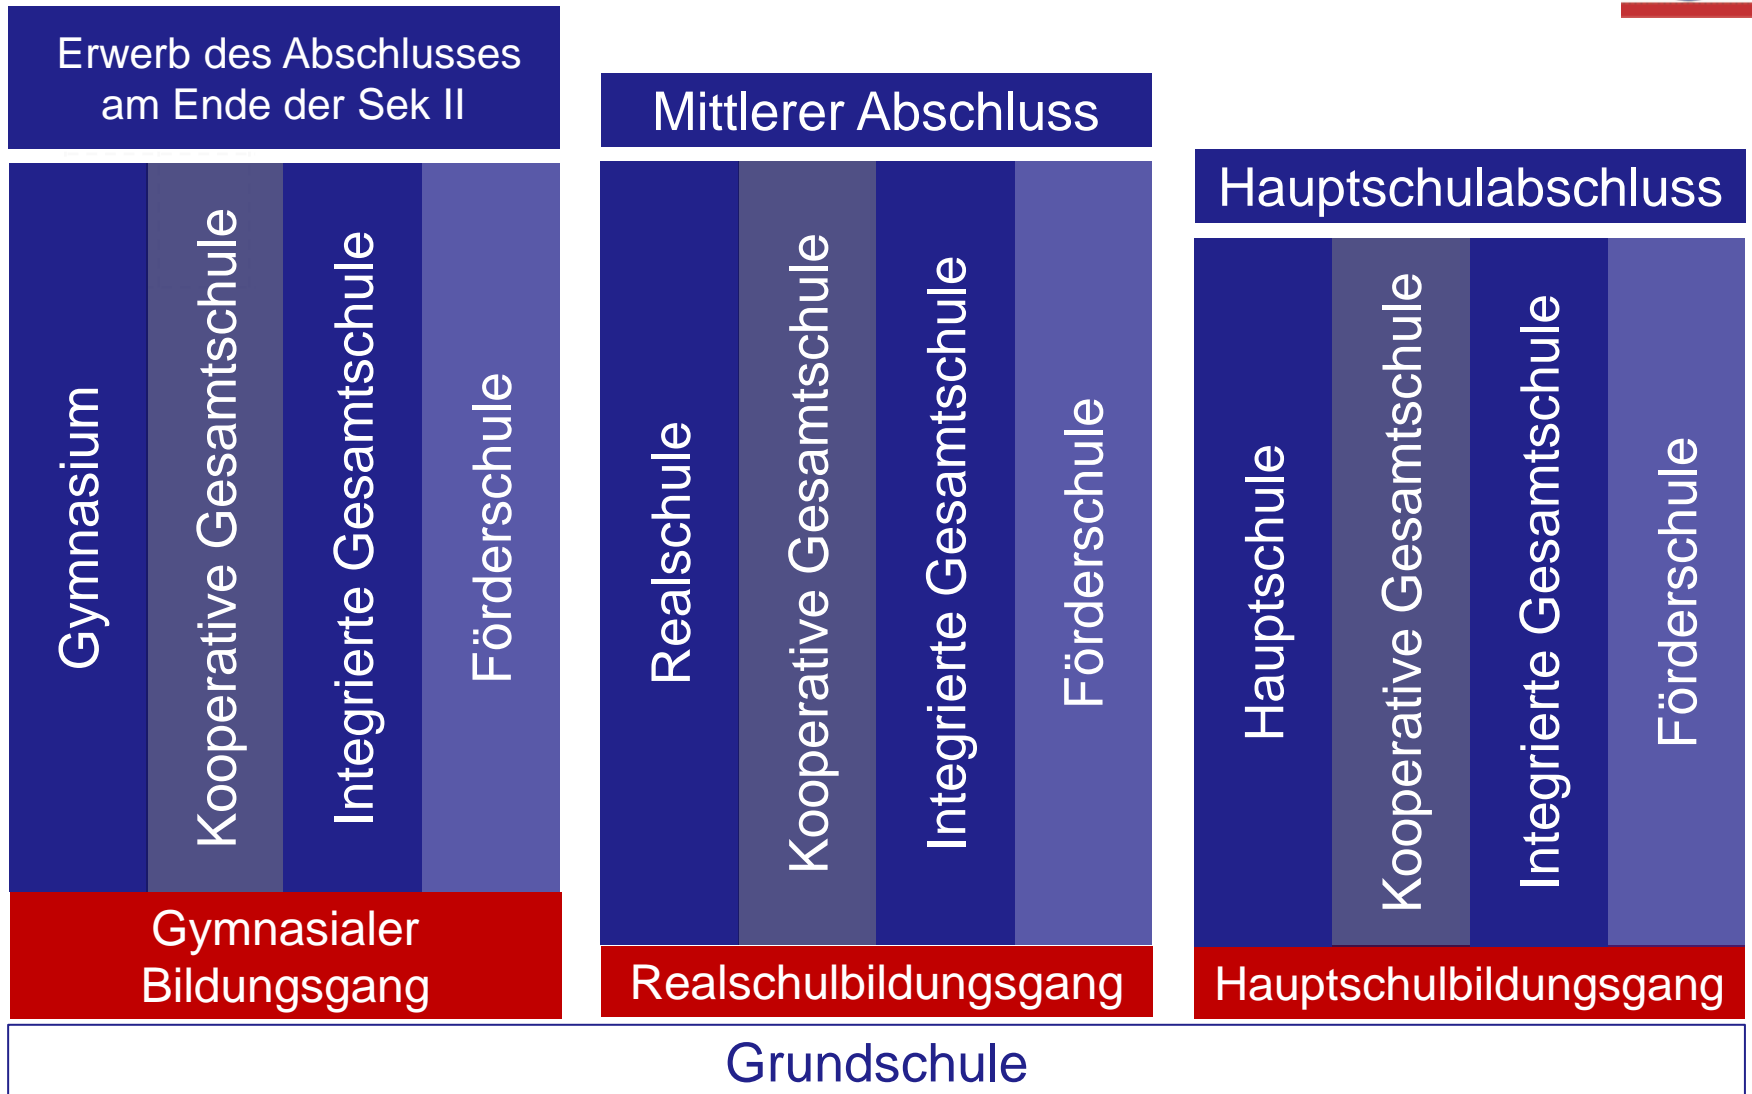 Erwerb des Abschlusses
am Ende der Sek II
Gymnasium
Kooperative Gesamtschule
Integrierte Gesamtschule
Förderschule
Gymnasialer
Bildungsgang
Mittlerer Abschluss
Realschule
Kooperative Gesamtschule
Integrierte Gesamtschule
Förderschule
Realschulbildungsgang
Hauptschulabschluss
Hauptschule
Kooperative Gesamtschule
Integrierte Gesamtschule
Förderschule
Hauptschulbildungsgang
Grundschule